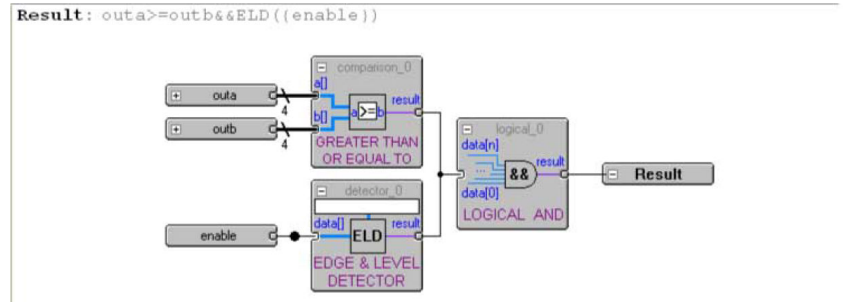 Result: outa>=outb&&ELD((enable))
comparison_0
a[]
result
outa
4
a>=b
b[]
outb
4
GREATER THAN
OR EQUAL TO
logical_0
data[n]
...
&&
result
Result
data[0]
LOGICAL AND
detector_0
data[]
result
enable
ELD
EDGE & LEVEL
DETECTOR